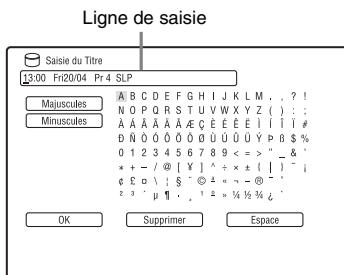 Ligne de saisie
Saisie du Titre
13:00 Fri20/04 Pr 4 SLP
Majuscules
Minuscules
A B C D E F G H I J K L M . , ? !
N O P Q R S T U V W X Y Z ( ) : ;
À Á Â Ã Ä Å Æ Ç È É Ê Ë Ì Í Î Ï #
Ð Ñ Ò Ó Ô Õ Ö Ø Ù Ú Û Ü Ý Þ ß $ %
0 1 2 3 4 5 6 7 8 9 < = > " _ & '
∗ + – / @ [ ¥ ] ^ ÷ × ± { | } ~ ¡
¢ £ ¤ \ ¦ § ¨ © ª « ¬ - ® ¯ °
² ³ ´ µ ¶ · ¸ ¹ º » ¼ ½ ¾ ¿ `
OK
Supprimer
Espace